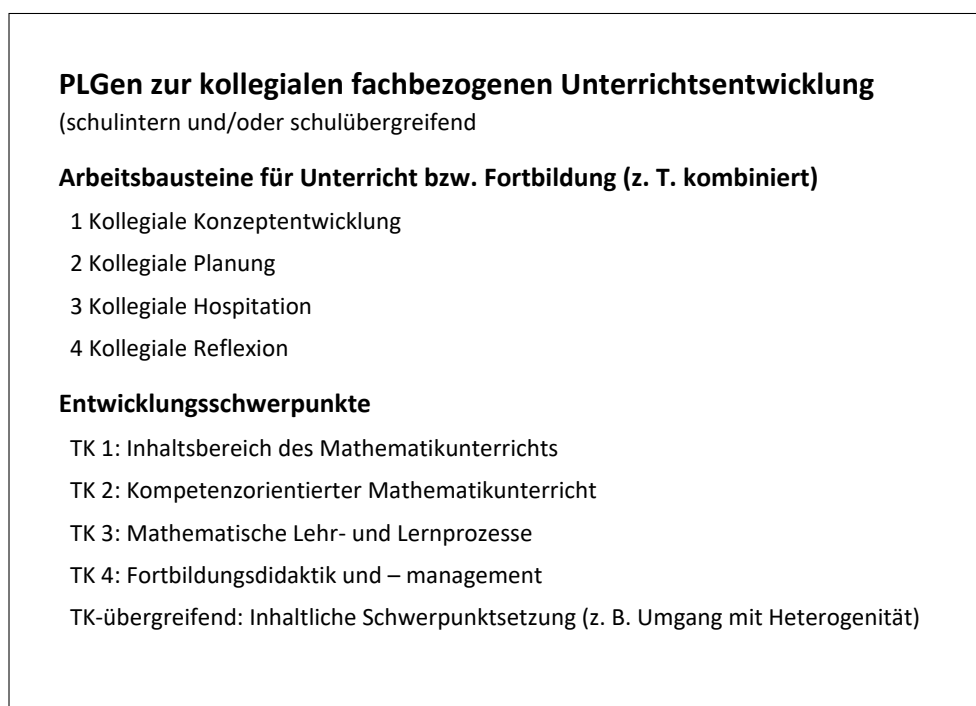 PLGen zur kollegialen fachbezogenen Unterrichtsentwicklung
(schulintern und/oder schulübergreifend
Arbeitsbausteine für Unterricht bzw. Fortbildung (z. T. kombiniert)
1 Kollegiale Konzeptentwicklung
2 Kollegiale Planung
3 Kollegiale Hospitation
4 Kollegiale Reflexion
Entwicklungsschwerpunkte
TK 1: Inhaltsbereich des Mathematikunterrichts
TK 2: Kompetenzorientierter Mathematikunterricht
TK 3: Mathematische Lehr- und Lernprozesse
TK 4: Fortbildungsdidaktik und – management
TK-übergreifend: Inhaltliche Schwerpunktsetzung (z. B. Umgang mit Heterogenität)